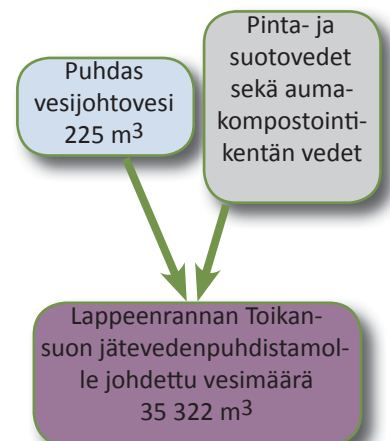 Puhdas
vesijohtovesi
225 m³
Pinta- ja
suotovedet
sekä auma-
kompostointi-
kentän vedet
Lappeenrannan Toikan-
suon jätevedenpuhdistamol-
le johdettu vesimäärä
35 322 m³